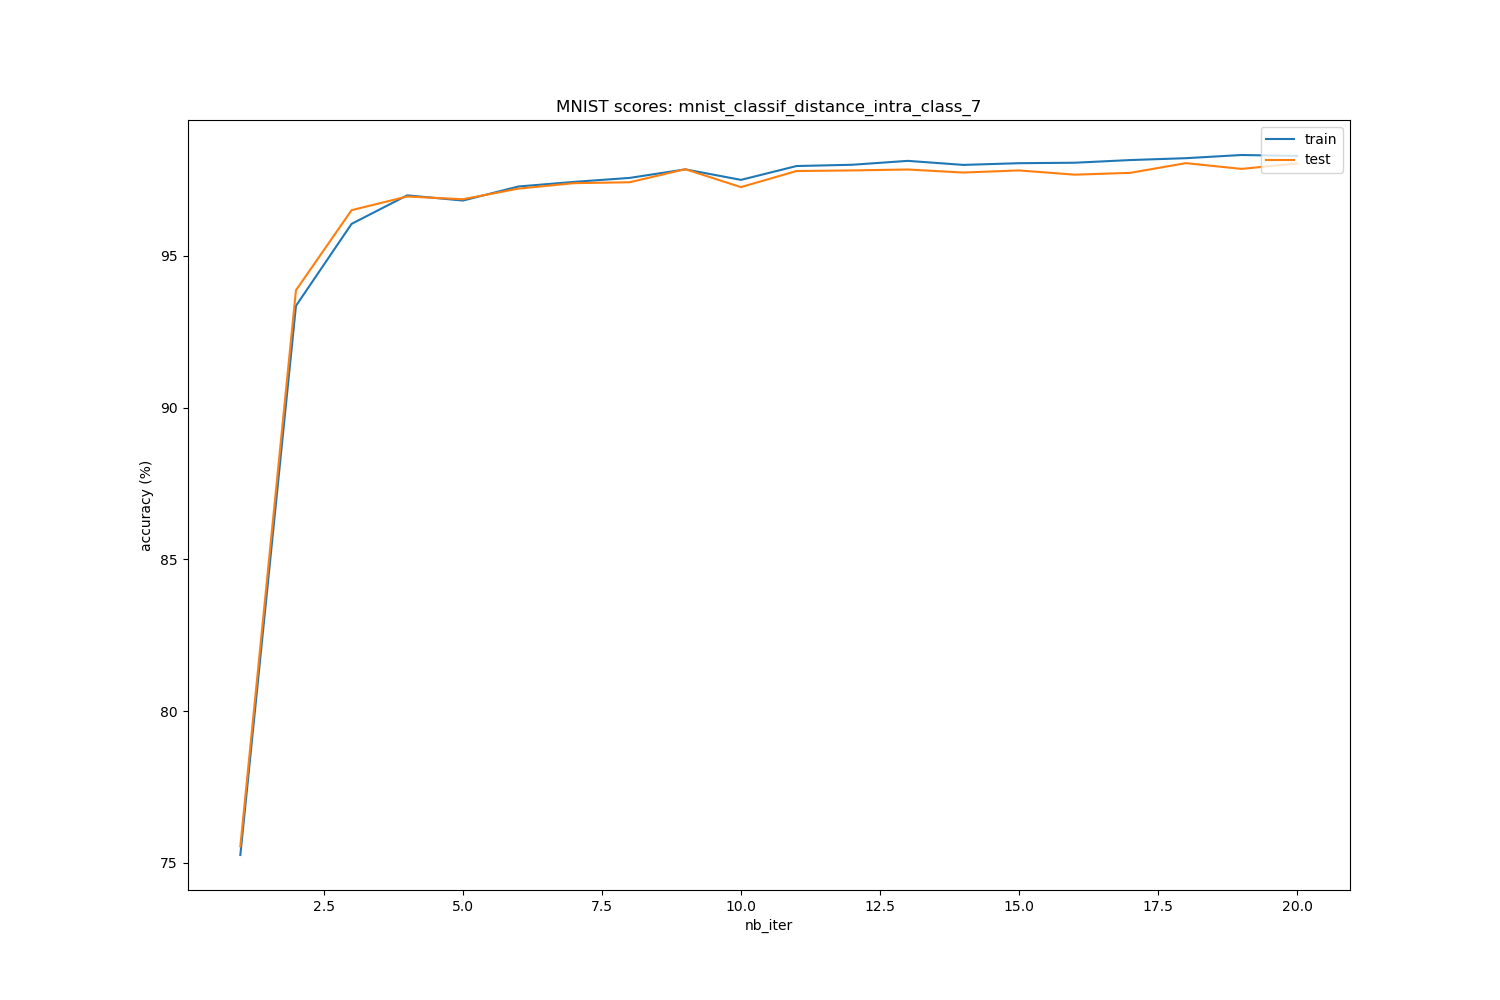 MNIST scores: mnist_classif_distance_intra_class_7
train
test
95
90
85
80
75
accuracy (%)
2.5 5.0 7.5 10.0 12.5 15.0 17.5 20.0
nb_iter